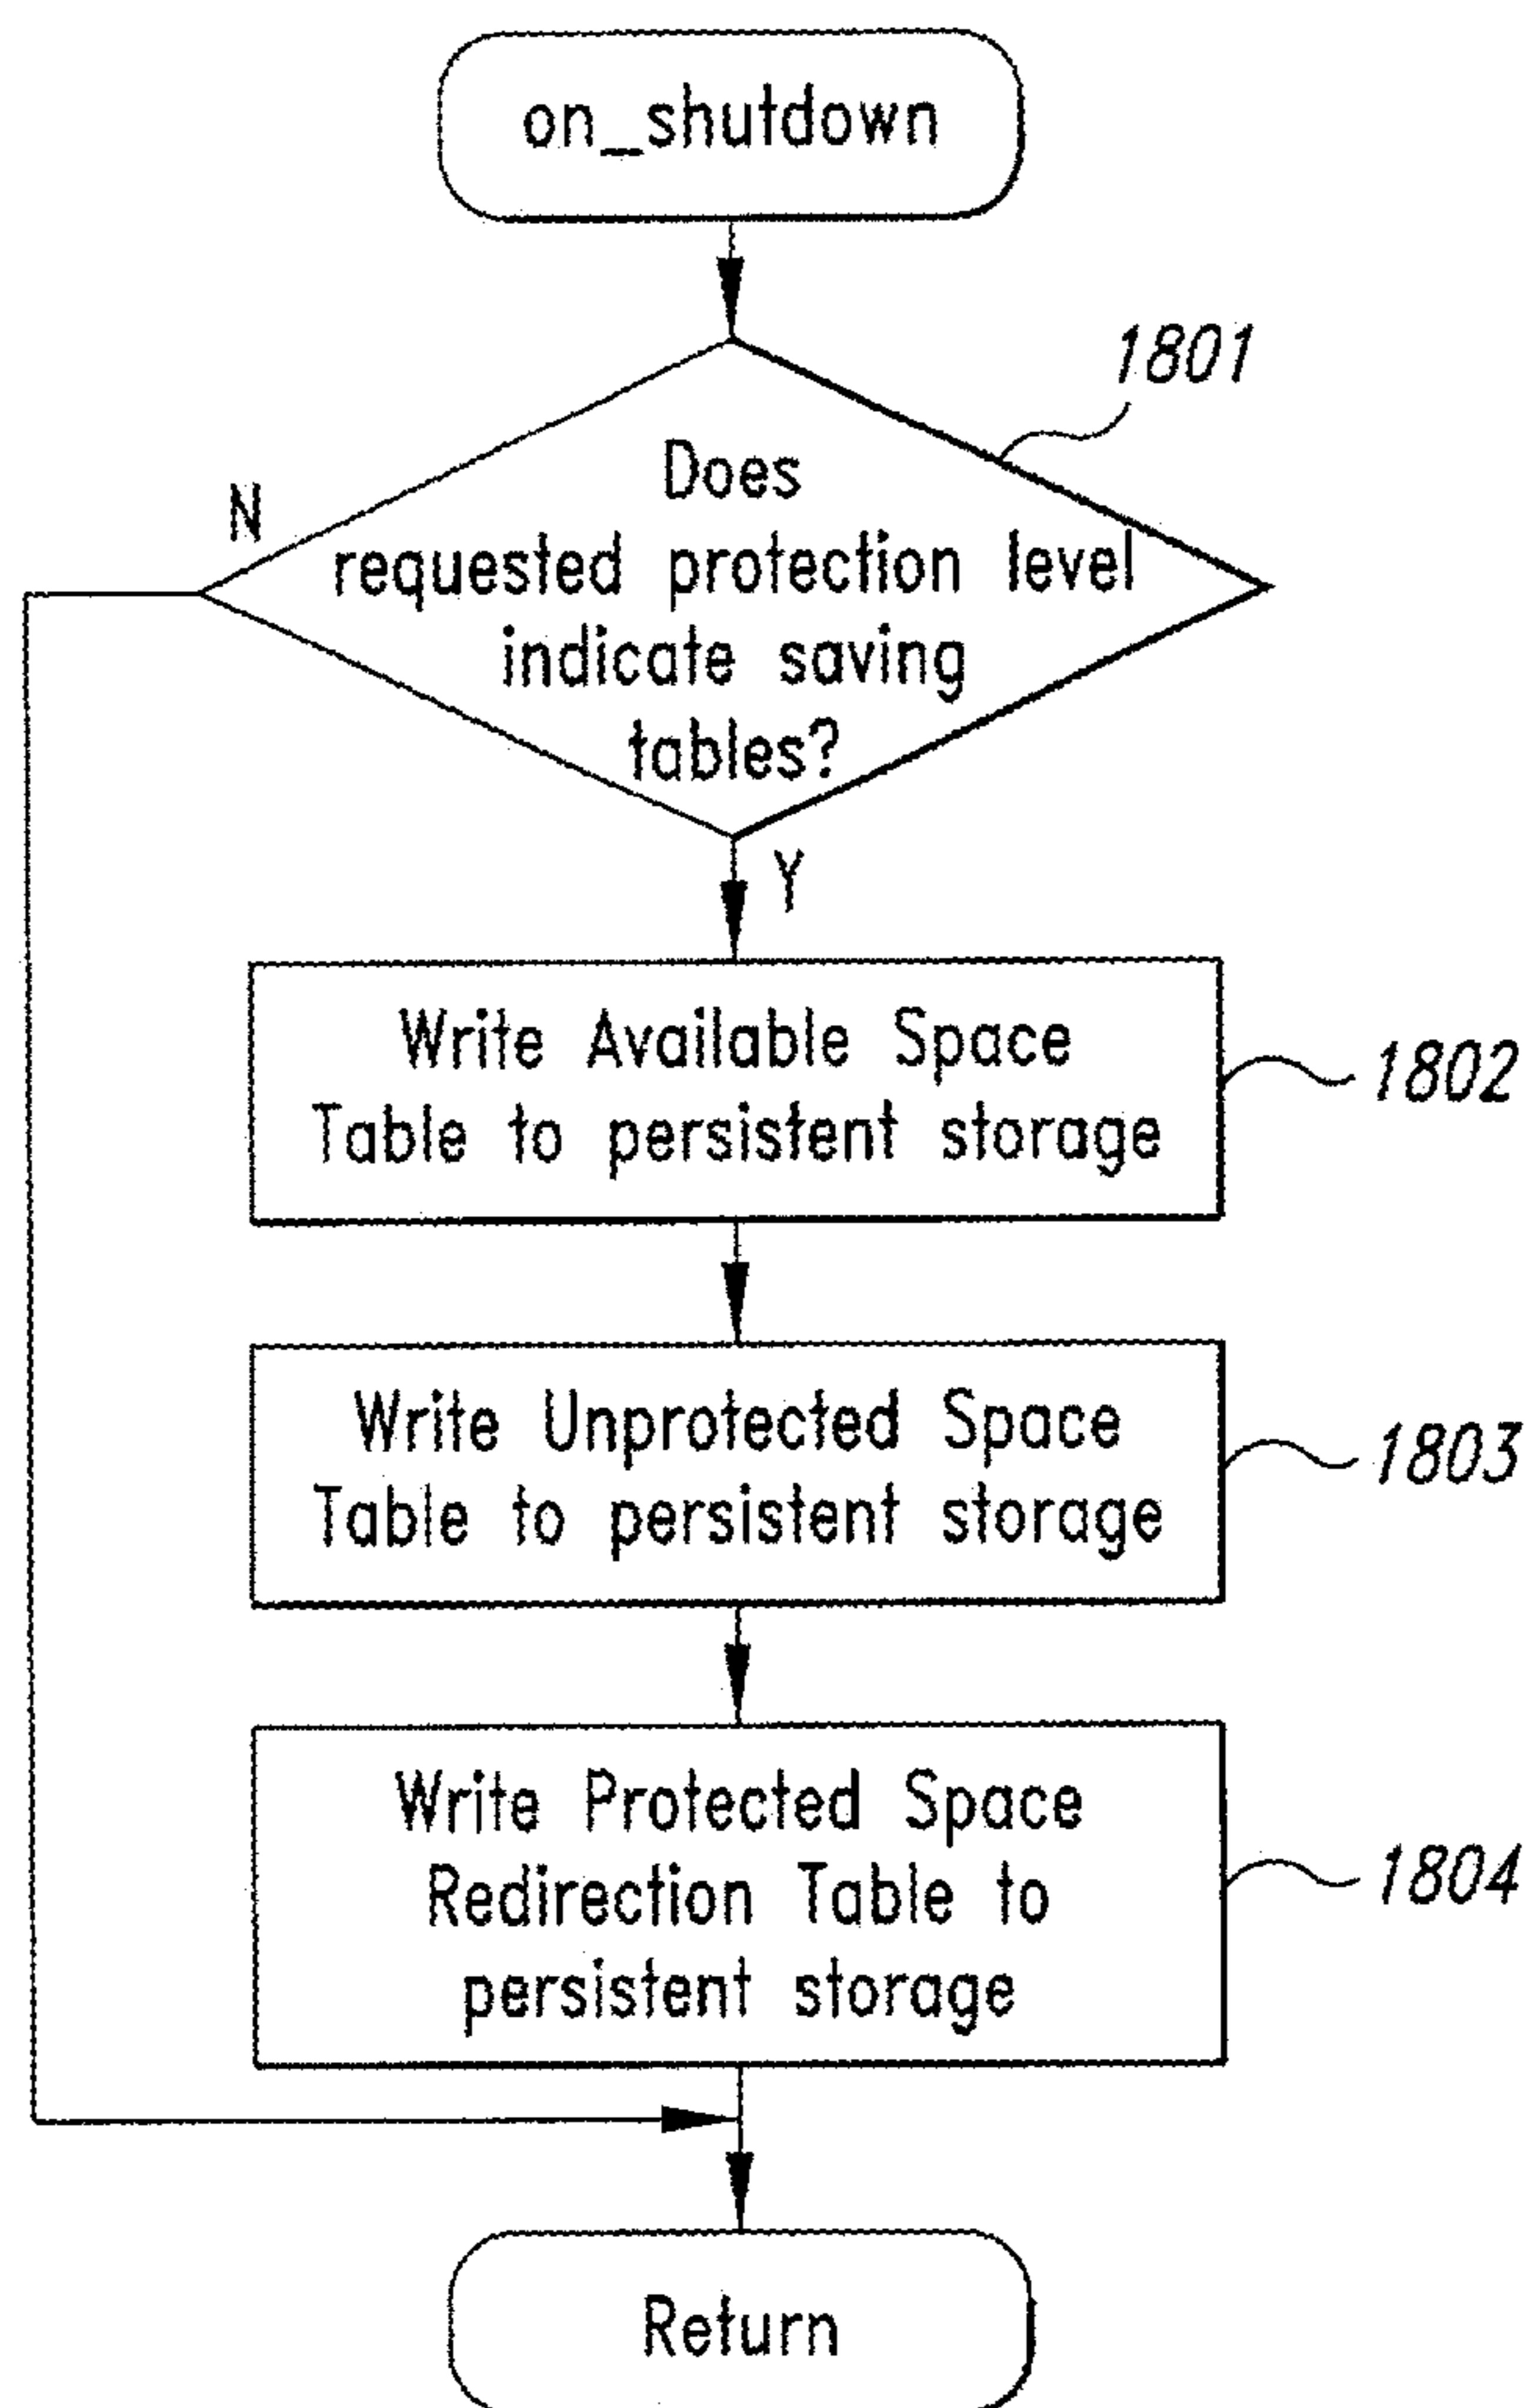 on_shutdown
1801
Does
requested protection level
indicate saving
tables?
N
Y
Write Available Space
Table to persistent storage
1802
Write Unprotected Space
Table to persistent storage
1803
Write Protected Space
Redirection Table to
persistent storage
1804
Return